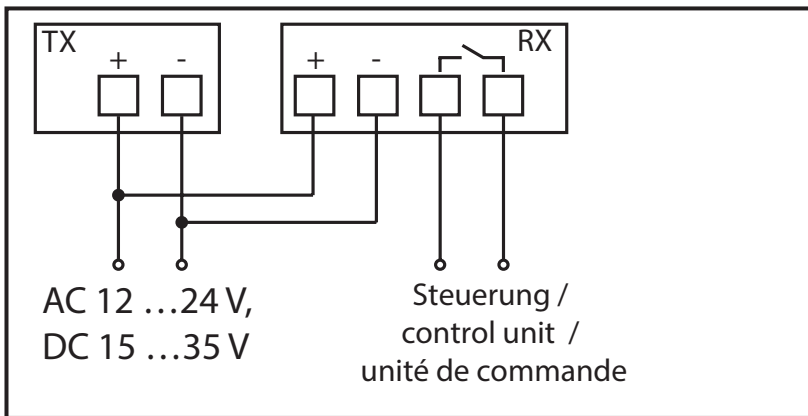 TX
+ -
RX
+ -
AC 12 …24 V,
DC 15 …35 V
Steuerung /
control unit /
unité de commande